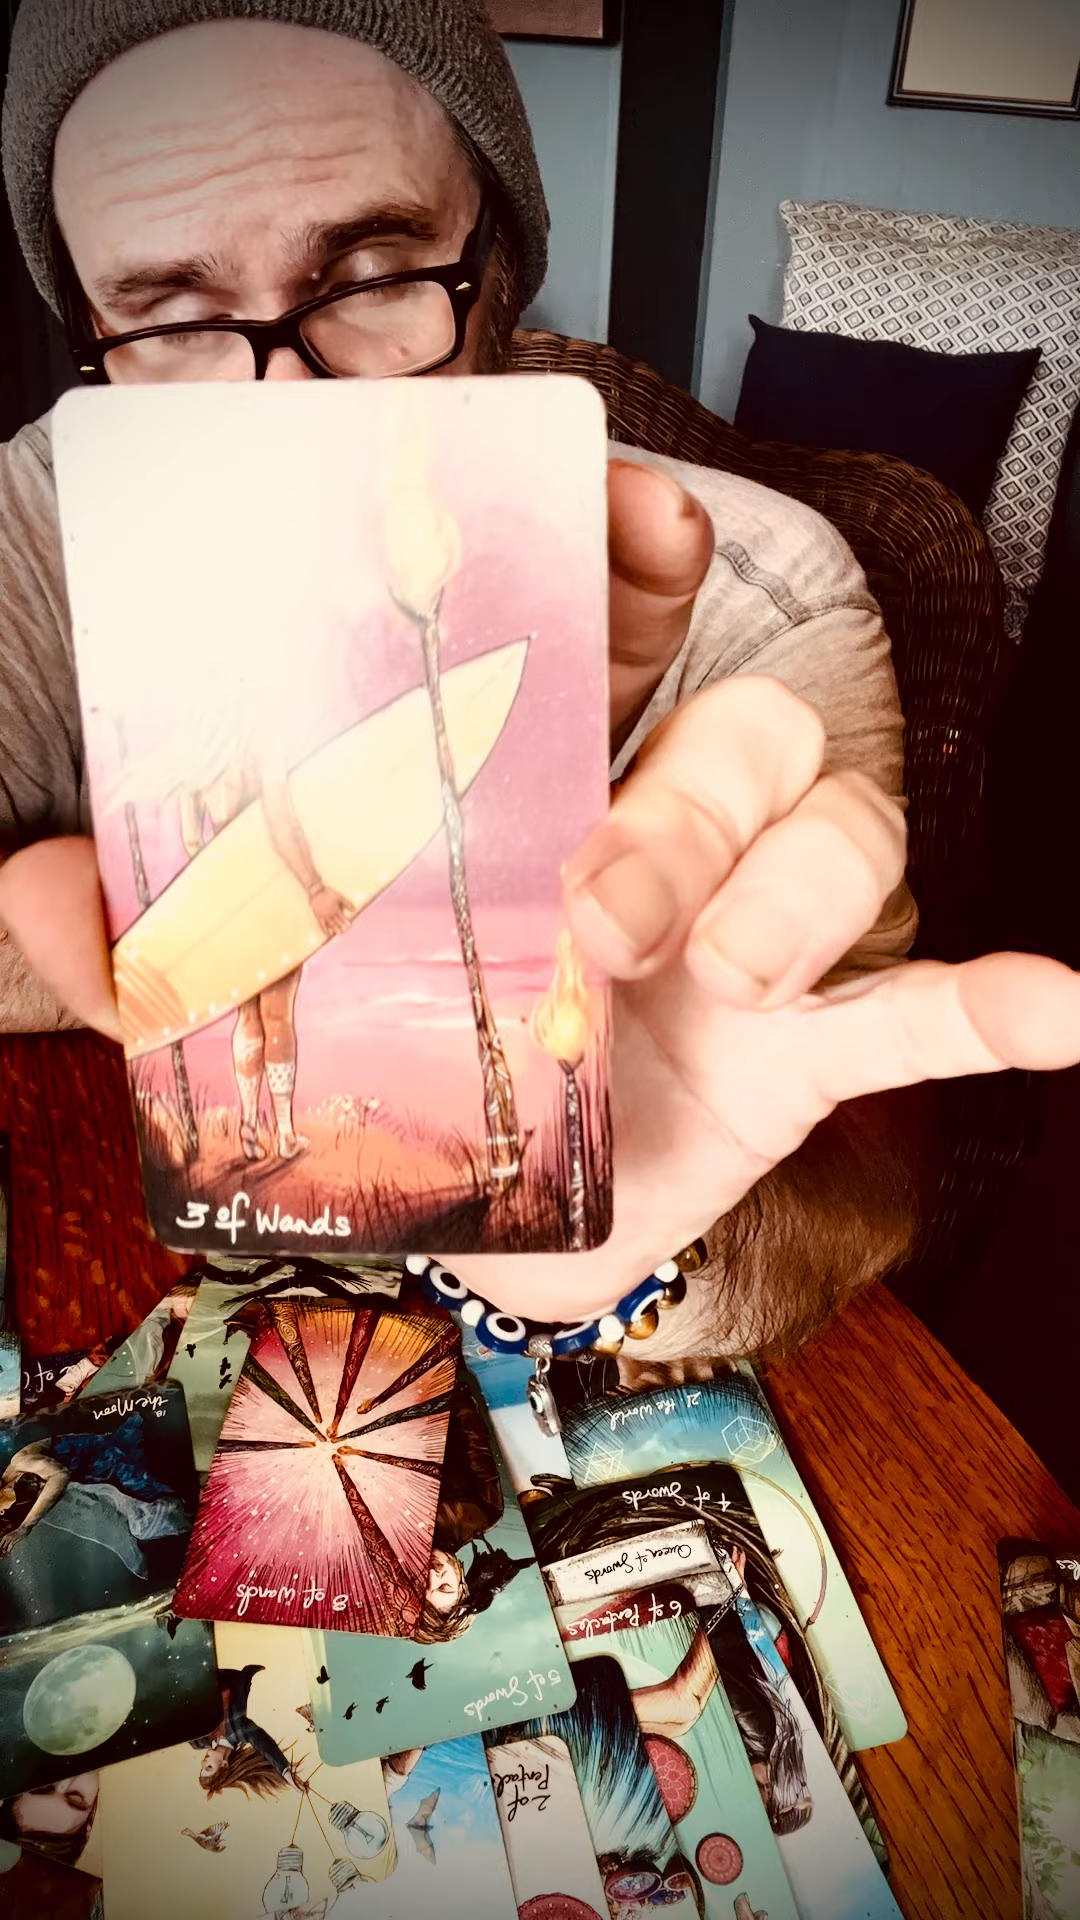 3 of Wands
18. the Moon
8 of Wands
5 of Swords
21 the World
4 of Swords
Queen of Swords
6 of Pentacles
2 of